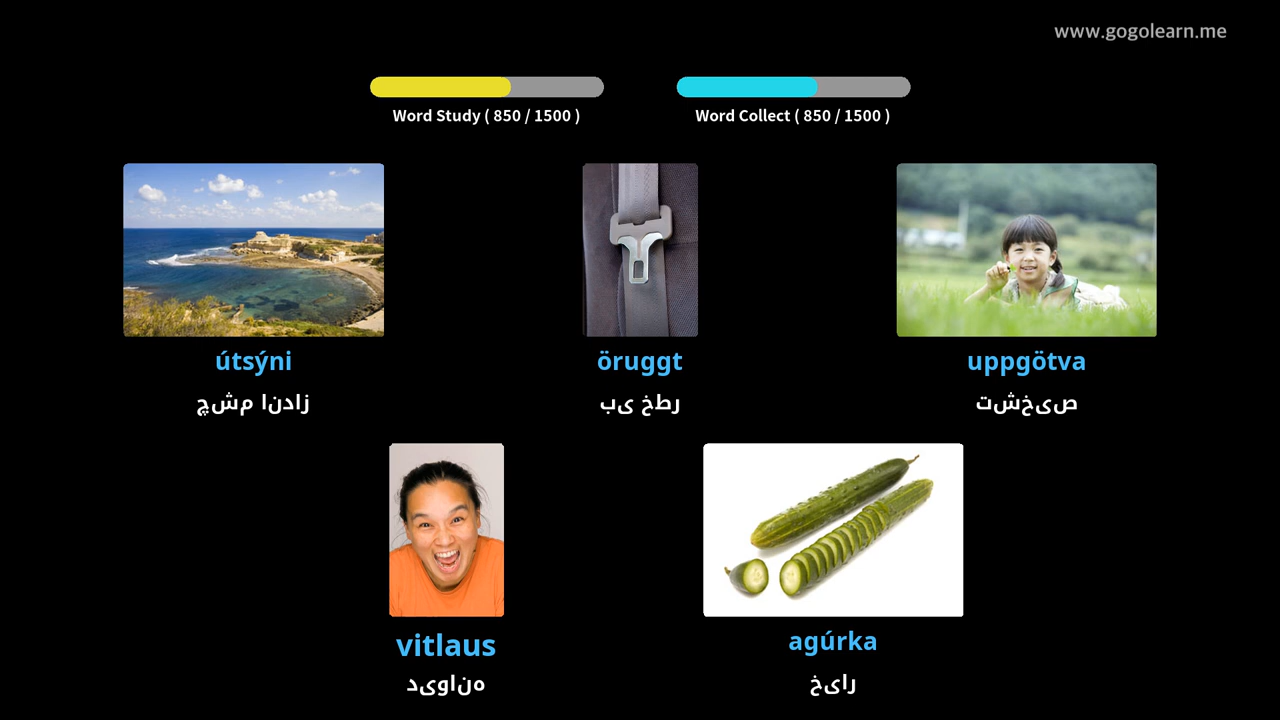 www.gogolearn.me
Word Study ( 850 / 1500 )
Word Collect ( 850 / 1500 )
útsýni
öruggt
uppgötva
چشم انداز
بی خطر
تشخیص
vitlaus
agúrka
دیوانه
خیار